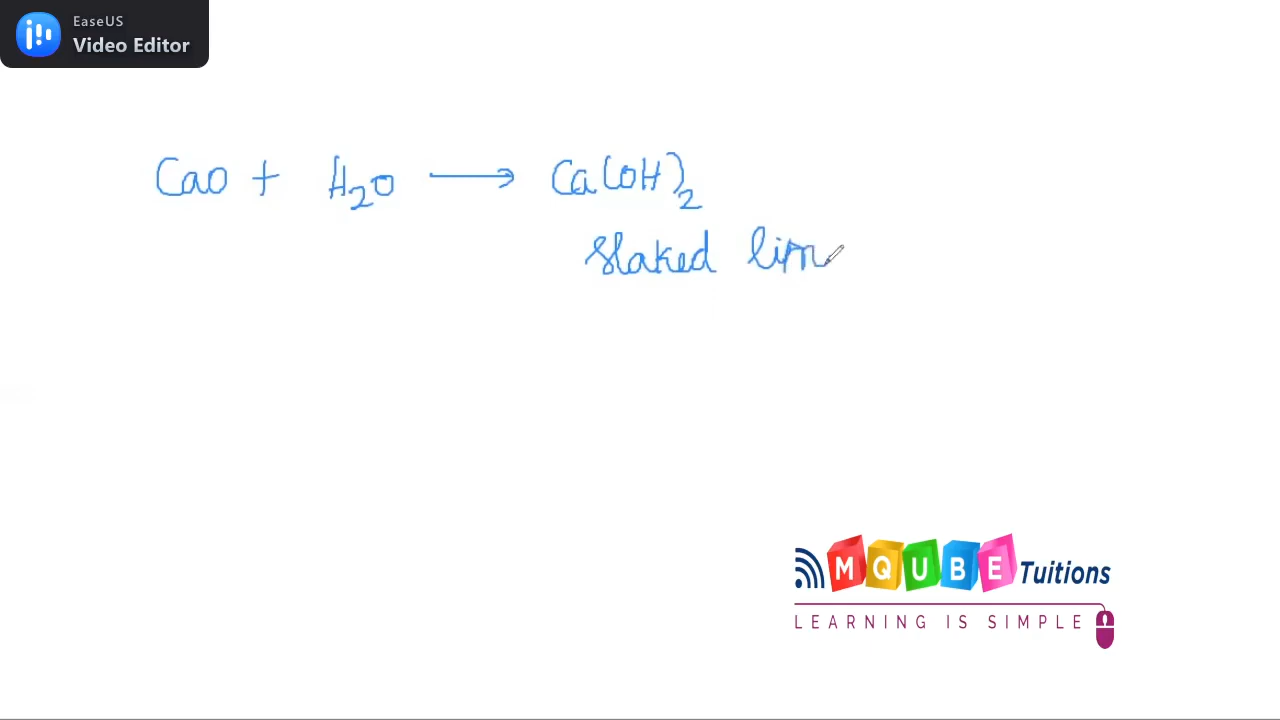 EaseUS
Video Editor
Cao + H₂O ⟶ Ca(OH)₂
Slaked lim
MQUBE Tuitions
LEARNING IS SIMPLE